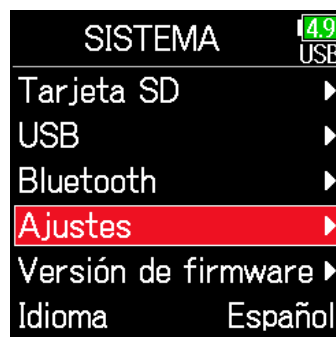 SISTEMA
4.9
USB
Tarjeta SD
USB
Bluetooth
Ajustes
Versión de firmware
Idioma Español